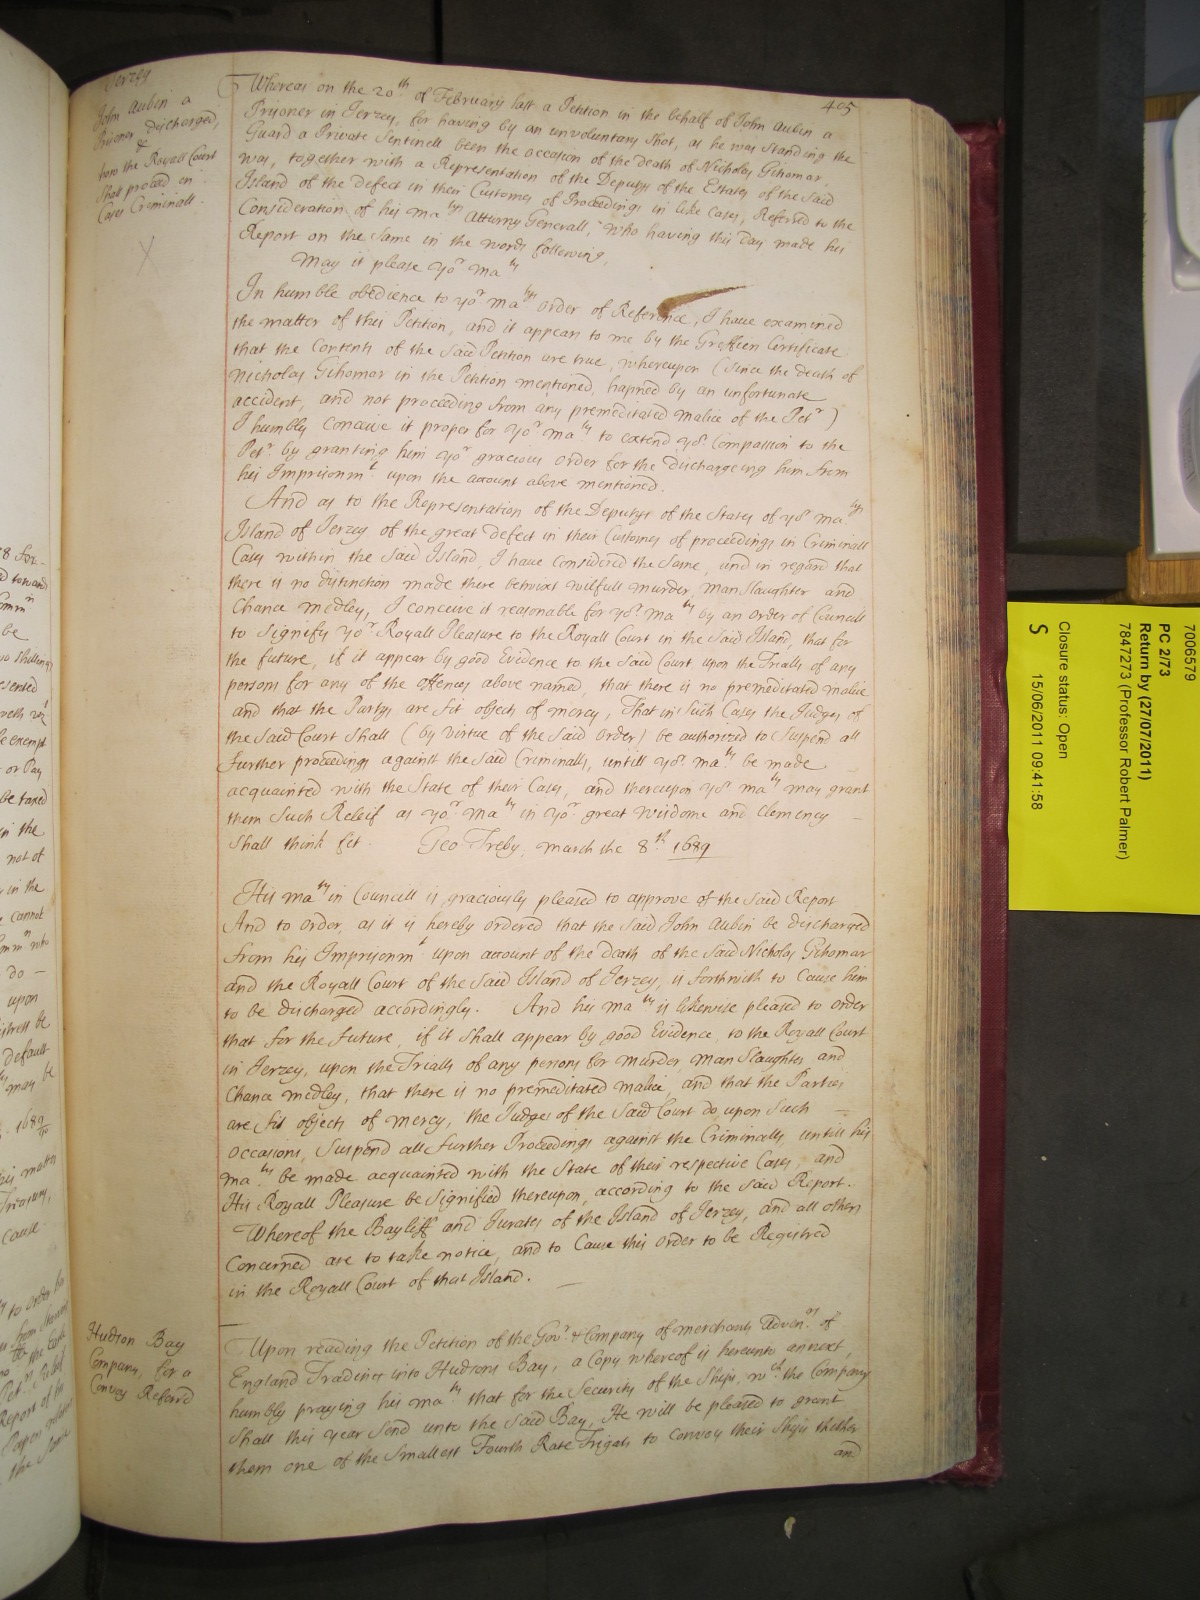 405
Jerzey
John Aubin a
Prisoner Discharged,
&
how the Royall Court
shall proceed in
Cases Criminall.
X
Whereas on the 20th of February last a Petition in the behalf of John Aubin a
Prisoner in Jerzey, for having by an unvoluntary shot, as he was standing the
Guard a Private Sentinell been the occasion of the death of Nicholas Gihomar,
was, together with a Representation of the Deputys of the Estates of the said
Island of the defect in their Customes of Proceedings in like Cases, Referred to the
Consideration of his Maty's Atturny Generall, who having this day made his
Report on the same in the words following,
May it please yor Maty
In humble obedience to yor Matys order of Reference, I have examined
the matter of this Petition, and it appears to me by the Greffiers Certificate
that the Contents of the said Petition are true, whereupon (since the death of
Nicholas Gihomar in the Petition mentioned, hapned by an unfortunate
accident, and not proceeding from any premeditated malice of the Petr)
I humbly Conceive it proper for yor Maty to extend yor Compassion to the
Petr by granting him yor gracious order for the dischargeing him from
his Imprisonmt upon the account above mentioned.
And as to the Representation of the Deputys of the States of yor Matys
Island of Jerzey of the great defect in their Customes of proceedings in Criminall
Cases within the said Island, I have Considered the same, and in regard that
there is no distinction made there betwixt wilfull murder, man slaughter and
Chance medley, I conceive it reasonable for yor Maty by an order of Councill
to signify yor Royall Pleasure to the Royall Court in the said Island, that for
the future, if it appear by good Evidence to the said Court upon the Tryalls of any
persons for any of the offences above named, that there is no premeditated malice
and that the Partys are fit objects of mercy, That in such Cases the Judges of
the said Court shall (by virtue of the said order) be authorized to suspend all
further proceedings against the said Criminalls, untill yor Maty be made
acquainted with the State of their Cases, and thereupon yor Maty may grant
them such Releif as yor Maty in yor great wisdome and Clemency
shall think fit. Geo Treby, March the 8th 1689
His Maty in Councell is graciously pleased to approve of the said Report
And to order, as it is hereby ordered that the said John Aubin be discharged
from his Imprisonmt upon account of the death of the said Nicholas Gihomar
and the Royall Court of the said Island of Jerzey, is forthwith to Cause him
to be discharged accordingly. And his Maty is likewise pleased to order
that for the future, if it shall appear by good Evidence, to the Royall Court
in Jerzey, upon the Trialls of any persons for murder, man slaughter, and
Chance medley, that there is no premeditated malice, and that the Parties
are fit objects of mercy, the Judges of the said Court do, upon such
occasions, suspend all further Proceedings against the Criminalls, untill his
Maty be made acquainted with the State of their respective Cases, and
His Royall Pleasure be signified thereupon, according to the said Report.
Whereof the Bayliff and Jurates of the Island of Jerzey, and all others
Concerned are to take notice, and to Cause this order to be Registred
in the Royall Court of that Island.
Hudson Bay
Company, for a
Convoy Referrd
Upon reading the Petition of the Govr & Company of merchants Advenrs of
England Trading into Hudsons Bay, a Copy whereof is hereunto annext,
humbly praying his Maty that for the Security of the Ships, wch the Company
shall this year send unto the said Bay, He will be pleased to grant
them one of the smallest Fourth Rate Frigats to convoy their Ships thither
and
7006579
PC 2/73
Return by (27/07/2011)
7847273 (Professor Robert Palmer)
Closure status: Open
S 15/06/2011 09:41:58